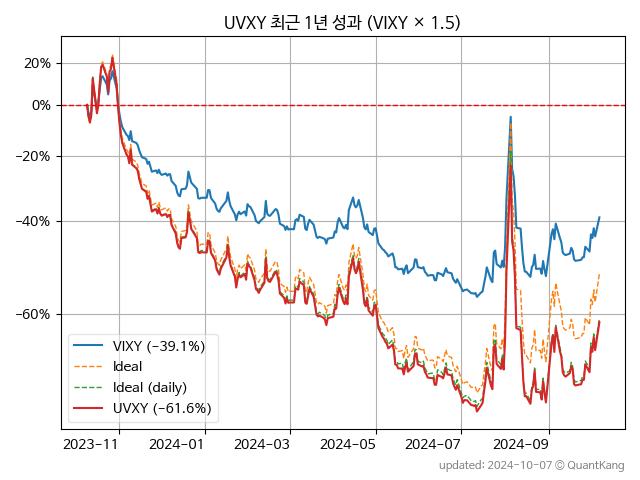 UVXY 최근 1년 성과 (VIXY × 1.5)
20%
0%
−20%
−40%
−60%
VIXY (−39.1%)
Ideal
Ideal (daily)
UVXY (−61.6%)
2023−11 2024−01 2024−03 2024−05 2024−07 2024−09
updated: 2024-10-07 © QuantKang